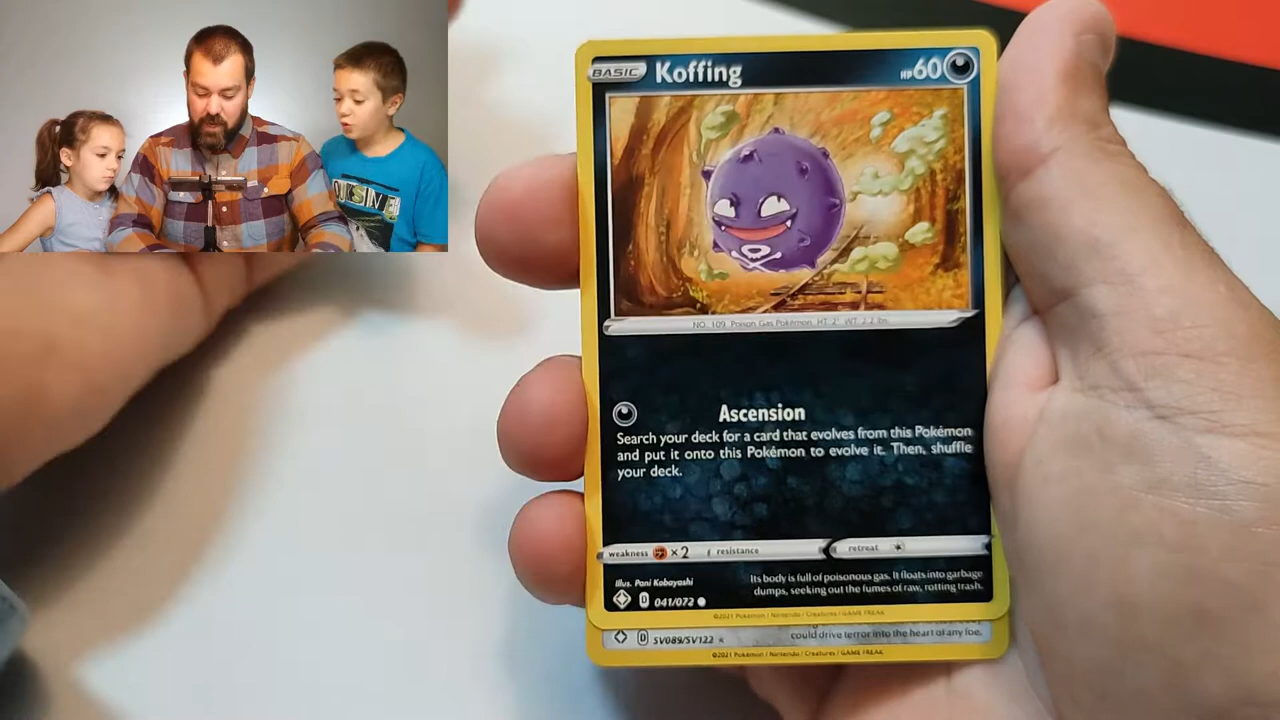 BASIC Koffing HP60
NO. 109 Poison Gas Pokémon HT: 2' WT: 2.2 lbs.
Ascension
Search your deck for a card that evolves from this Pokémon
and put it onto this Pokémon to evolve it. Then, shuffle
your deck.
weakness ×2 resistance retreat
Illus. Pani Kobayashi
Its body is full of poisonous gas. It floats into garbage
dumps, seeking out the fumes of raw, rotting trash.
D 041/072
©2021 Pokémon / Nintendo / Creatures / GAME FREAK
D SV089/SV122
could drive terror into the heart of any foe.
©2021 Pokémon / Nintendo / Creatures / GAME FREAK